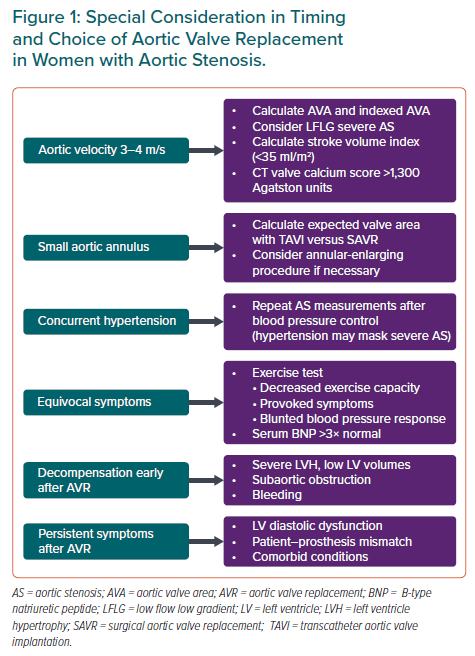 Figure 1: Special Consideration in Timing
and Choice of Aortic Valve Replacement
in Women with Aortic Stenosis.
Aortic velocity 3–4 m/s
• Calculate AVA and indexed AVA
• Consider LFLG severe AS
• Calculate stroke volume index
(<35 ml/m²)
• CT valve calcium score >1,300
Agatston units
Small aortic annulus
• Calculate expected valve area
with TAVI versus SAVR
• Consider annular-enlarging
procedure if necessary
Concurrent hypertension
• Repeat AS measurements after
blood pressure control
(hypertension may mask severe AS)
Equivocal symptoms
• Exercise test
• Decreased exercise capacity
• Provoked symptoms
• Blunted blood pressure response
• Serum BNP >3× normal
Decompensation early
after AVR
• Severe LVH, low LV volumes
• Subaortic obstruction
• Bleeding
Persistent symptoms
after AVR
• LV diastolic dysfunction
• Patient–prosthesis mismatch
• Comorbid conditions
AS = aortic stenosis; AVA = aortic valve area; AVR = aortic valve replacement; BNP = B-type
natriuretic peptide; LFLG = low flow low gradient; LV = left ventricle; LVH = left ventricle
hypertrophy; SAVR = surgical aortic valve replacement; TAVI = transcatheter aortic valve
implantation.